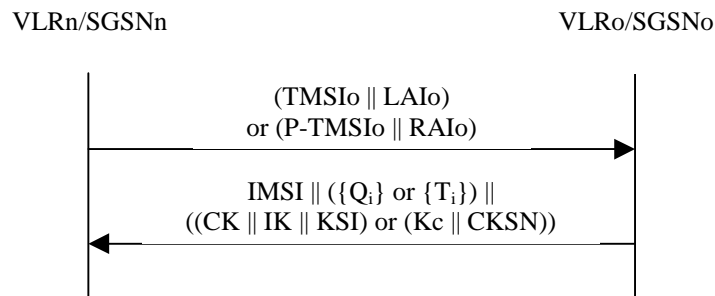 VLRn/SGSNn VLRo/SGSNo
(TMSIo || LAIo)
or (P-TMSIo || RAIo)
IMSI || ({Qi} or {Ti}) ||
((CK || IK || KSI) or (Kc || CKSN))